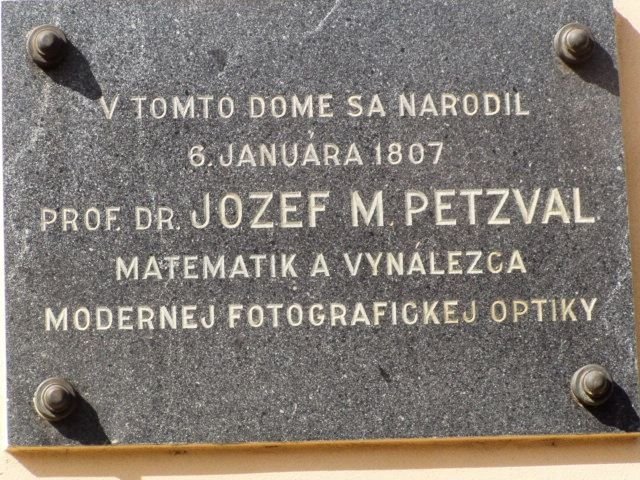 V TOMTO DOME SA NARODIL
6. JANUÁRA 1807
PROF. DR. JOZEF M. PETZVAL.
MATEMATIK A VYNÁLEZCA
MODERNEJ FOTOGRAFICKEJ OPTIKY